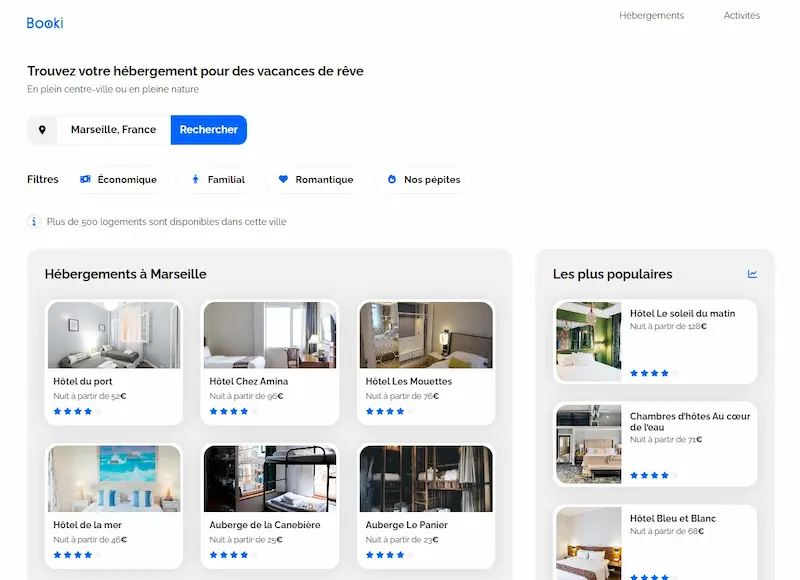 Booki
Hébergements
Activités
Trouvez votre hébergement pour des vacances de rêve
En plein centre-ville ou en pleine nature
Marseille, France
Rechercher
Filtres
Économique
Familial
Romantique
Nos pépites
Plus de 500 logements sont disponibles dans cette ville
Hébergements à Marseille
Hôtel du port
Nuit à partir de 52€
Hôtel Chez Amina
Nuit à partir de 96€
Hôtel Les Mouettes
Nuit à partir de 76€
Hôtel de la mer
Nuit à partir de 46€
Auberge de la Canebière
Nuit à partir de 25€
Auberge Le Panier
Nuit à partir de 23€
Les plus populaires
Hôtel Le soleil du matin
Nuit à partir de 128€
Chambres d'hôtes Au cœur
de l'eau
Nuit à partir de 71€
Hôtel Bleu et Blanc
Nuit à partir de 68€